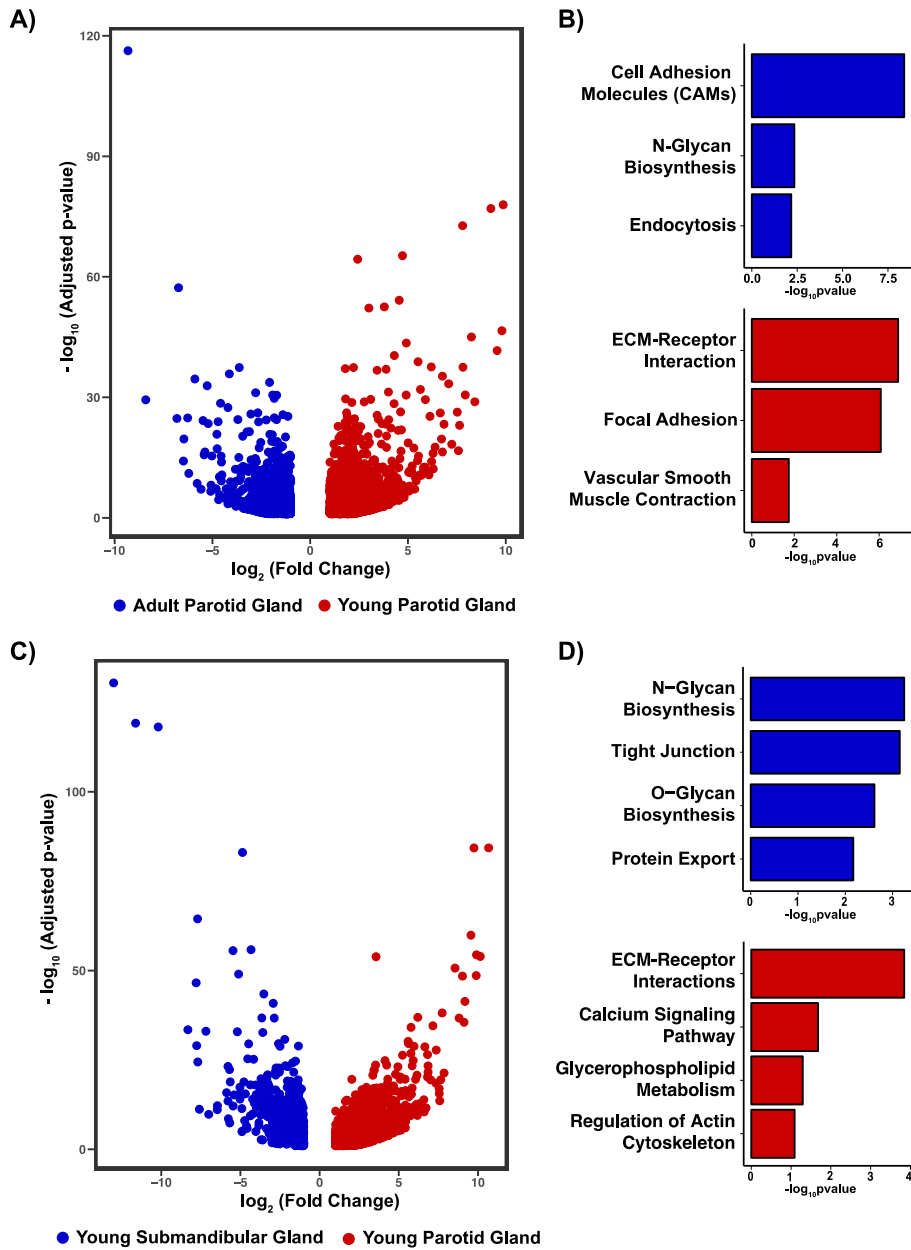 A)
120
90
60
30
0
- log10 (Adjusted p-value)
−10
−5
0
5
10
log2 (Fold Change)
Adult Parotid Gland
Young Parotid Gland
B)
Cell Adhesion
Molecules (CAMs)
N-Glycan
Biosynthesis
Endocytosis
0.0
2.5
5.0
7.5
-log10pvalue
ECM-Receptor
Interaction
Focal Adhesion
Vascular Smooth
Muscle Contraction
0
2
4
6
-log10pvalue
C)
100
50
0
- log10 (Adjusted p-value)
−10
−5
0
5
10
log2 (Fold Change)
Young Submandibular Gland
Young Parotid Gland
D)
N−Glycan
Biosynthesis
Tight Junction
O−Glycan
Biosynthesis
Protein Export
0
1
2
3
-log10pvalue
ECM-Receptor
Interactions
Calcium Signaling
Pathway
Glycerophospholipid
Metabolism
Regulation of Actin
Cytoskeleton
0
1
2
3
4
-log10pvalue